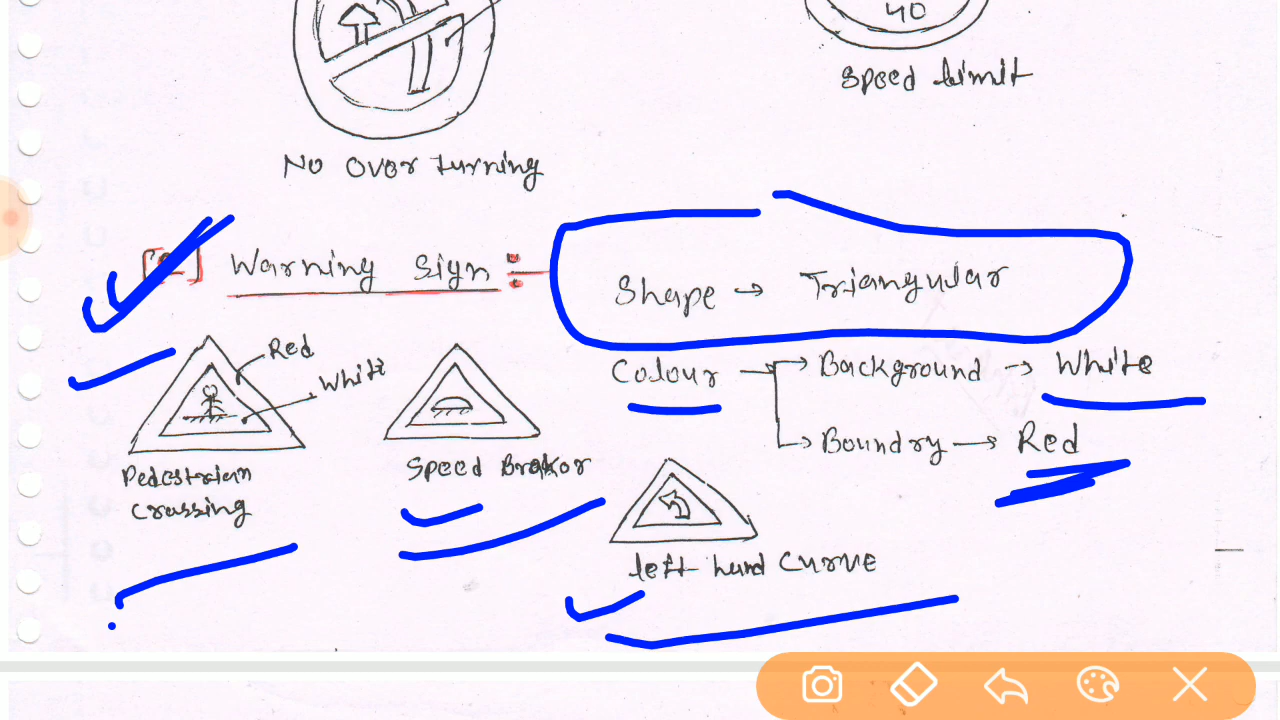 40
Speed limit
No Over turning
Warning Sign :-
Shape → Triangular
Red
White
Colour → Background → White
Boundry → Red
Pedestrian
Crossing
Speed Braker
left hand Curve